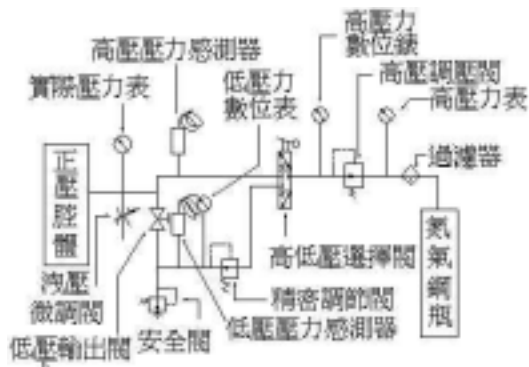 高壓力
數位錶
高壓壓力感測器
低壓力
數位表
高壓調壓閥
實際壓力表
高壓力表
正壓腔體
過濾器
氮氣鋼瓶
洩壓
微調閥
高低壓選擇閥
精密調節閥
低壓壓力感測器
安全閥
低壓輸出閥